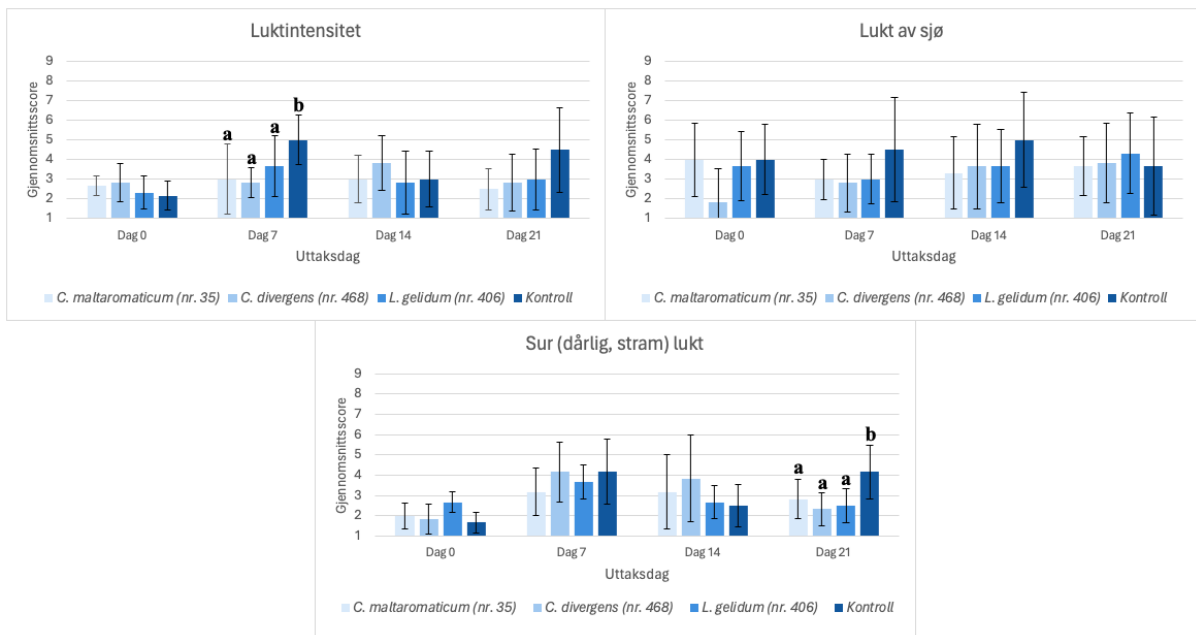 Luktintensitet
Gjennomsnittsscore
9
8
7
6
5
4
3
2
1
a
a
a
b
Dag 0 Dag 7 Dag 14 Dag 21
Uttaksdag
C. maltaromaticum (nr. 35) C. divergens (nr. 468) L. gelidum (nr. 406) Kontroll
Lukt av sjø
Gjennomsnittsscore
9
8
7
6
5
4
3
2
1
Dag 0 Dag 7 Dag 14 Dag 21
Uttaksdag
C. maltaromaticum (nr. 35) C. divergens (nr. 468) L. gelidum (nr. 406) Kontroll
Sur (dårlig, stram) lukt
Gjennomsnittsscore
9
8
7
6
5
4
3
2
1
a
a
a
b
Dag 0 Dag 7 Dag 14 Dag 21
Uttaksdag
C. maltaromaticum (nr. 35) C. divergens (nr. 468) L. gelidum (nr. 406) Kontroll